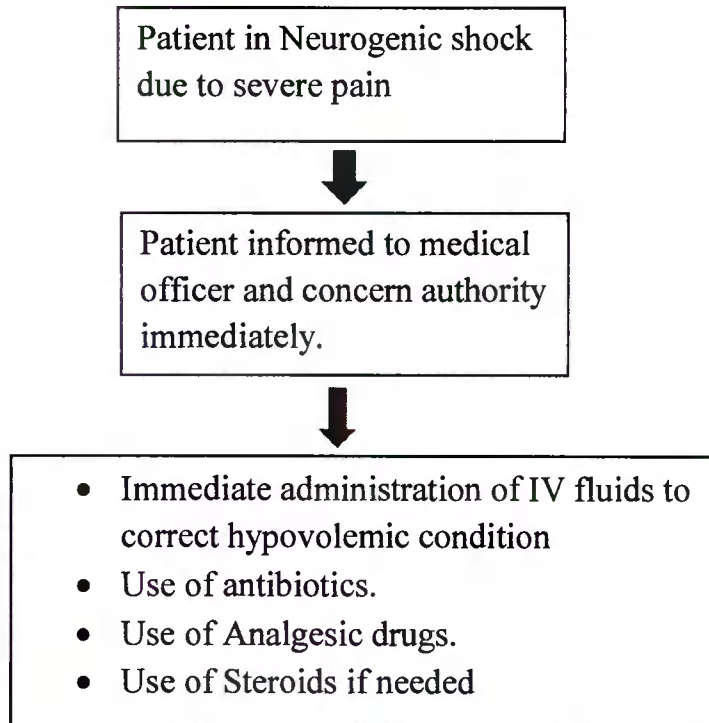 Patient in Neurogenic shock
due to severe pain
Patient informed to medical
officer and concern authority
immediately.
• Immediate administration of IV fluids to
correct hypovolemic condition
• Use of antibiotics.
• Use of Analgesic drugs.
• Use of Steroids if needed